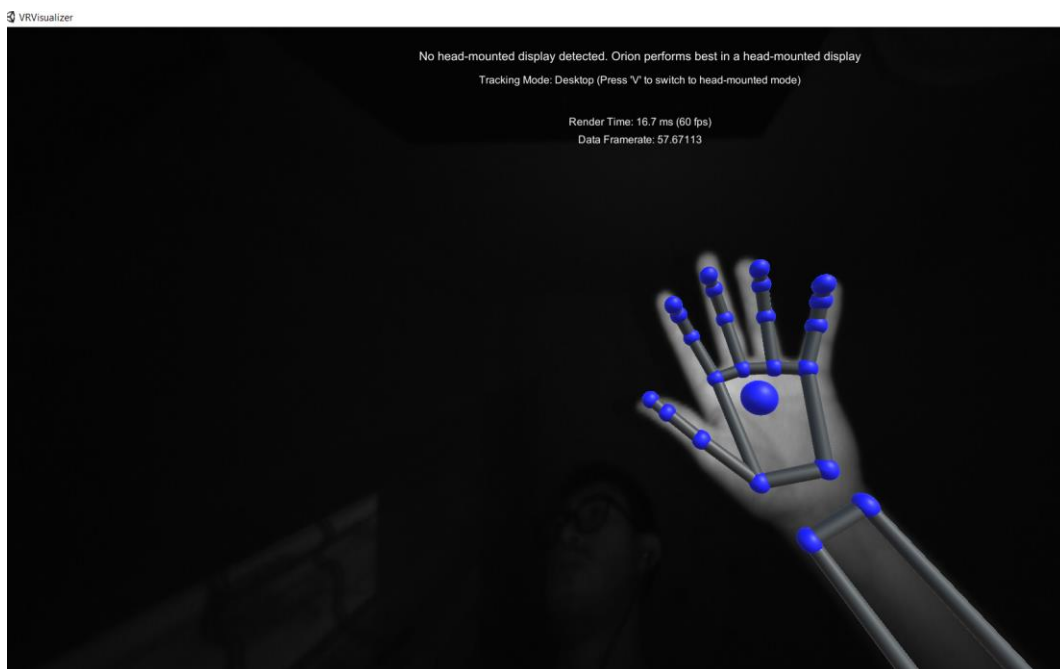 VRVisualizer
No head-mounted display detected. Orion performs best in a head-mounted display
Tracking Mode: Desktop (Press 'V' to switch to head-mounted mode)
Render Time: 16.7 ms (60 fps)
Data Framerate: 57.67113